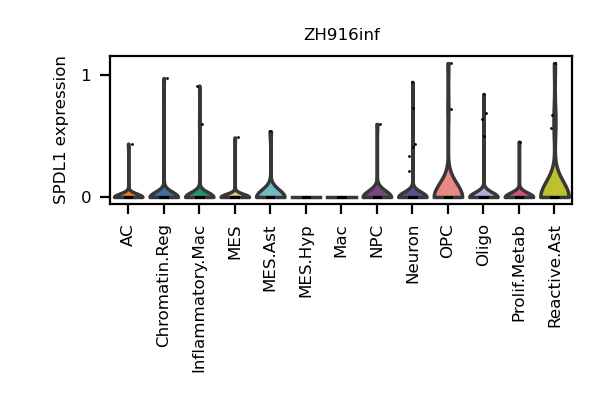 ZH916inf
SPDL1 expression
1
0
AC
Chromatin.Reg
Inflammatory.Mac
MES
MES.Ast
MES.Hyp
Mac
NPC
Neuron
OPC
Oligo
Prolif.Metab
Reactive.Ast